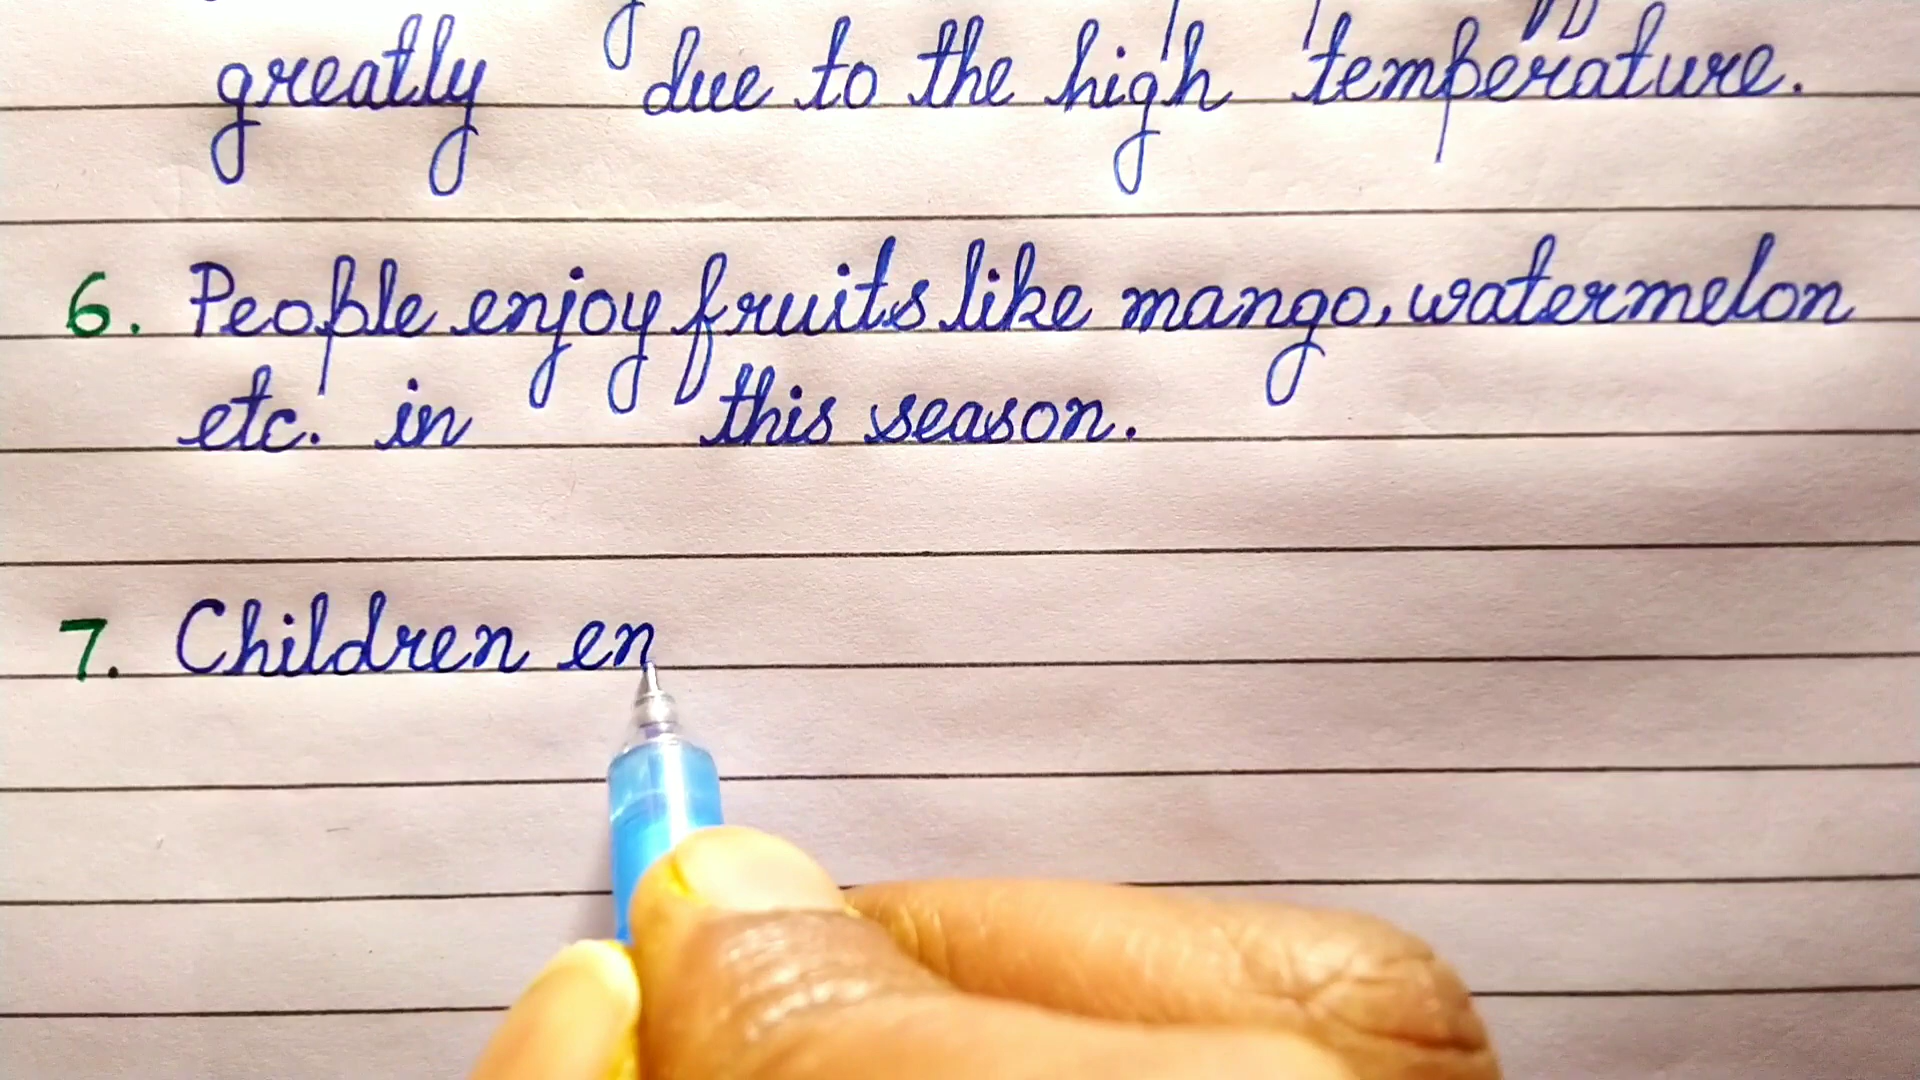 greatly due to the high temperature.
6. People enjoy fruits like mango, watermelon
etc. in this season.
7. Children en